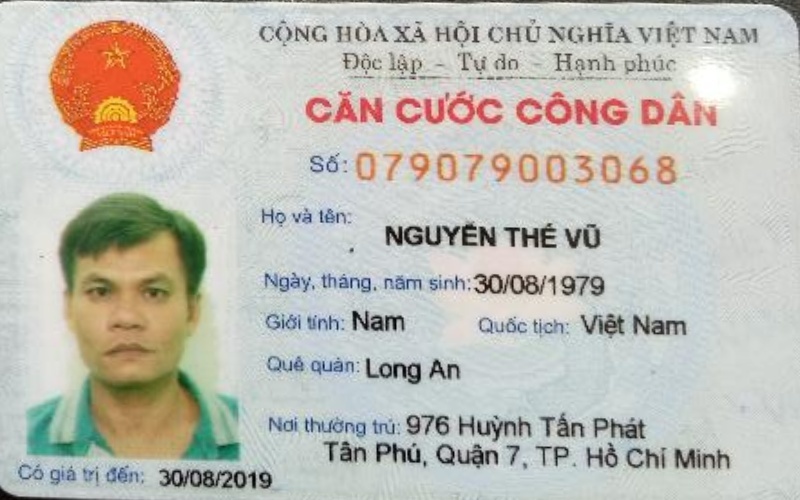 CỘNG HÒA XÃ HỘI CHỦ NGHĨA VIỆT NAM
Độc lập - Tự do - Hạnh phúc
CĂN CƯỚC CÔNG DÂN
Số: 079079003068
Họ và tên:
NGUYỄN THẾ VŨ
Ngày, tháng, năm sinh: 30/08/1979
Giới tính: Nam Quốc tịch: Việt Nam
Quê quán: Long An
Nơi thường trú: 976 Huỳnh Tấn Phát
Tân Phú, Quận 7, TP. Hồ Chí Minh
Có giá trị đến: 30/08/2019